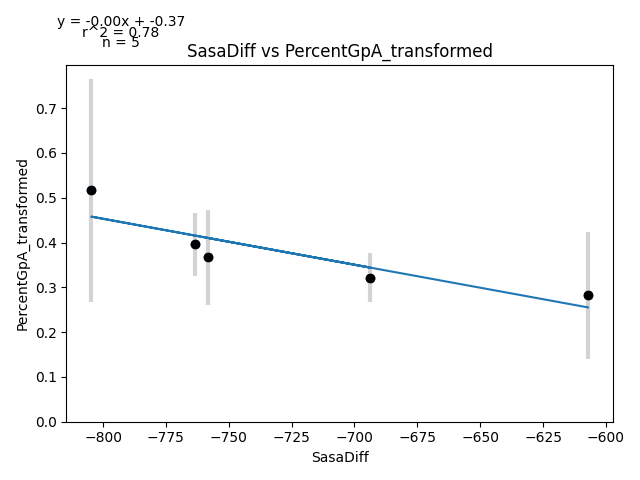 y = -0.00x + -0.37
r^2 = 0.78
n = 5
SasaDiff vs PercentGpA_transformed
0.7
0.6
0.5
0.4
0.3
0.2
0.1
0.0
PercentGpA_transformed
−800
−775
−750
−725
−700
−675
−650
−625
−600
SasaDiff